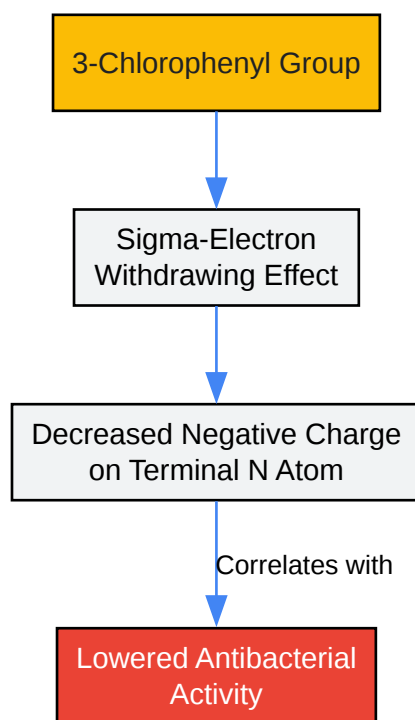 3-Chlorophenyl Group
Sigma-Electron
Withdrawing Effect
Decreased Negative Charge
on Terminal N Atom
Correlates with
Lowered Antibacterial
Activity